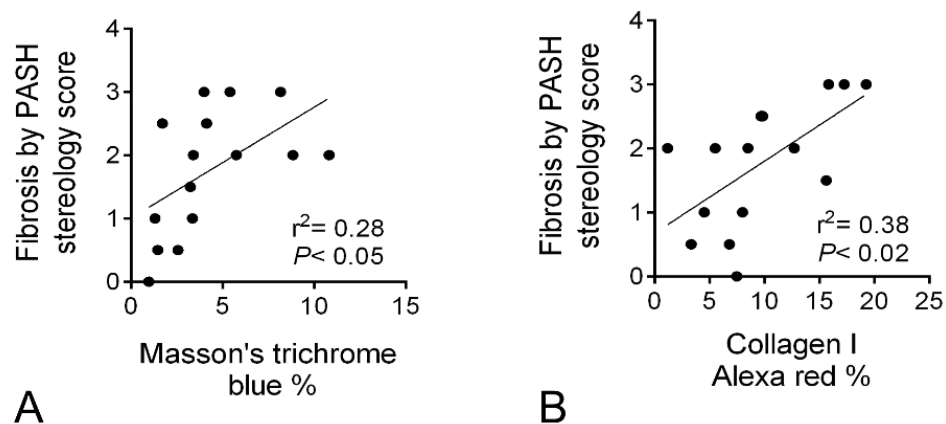 Fibrosis by PASH
stereology score
4
3
2
1
0
0 5 10 15
r²= 0.28
P< 0.05
Masson's trichrome
blue %
A
Fibrosis by PASH
stereology score
4
3
2
1
0
0 5 10 15 20 25
r²= 0.38
P< 0.02
Collagen I
Alexa red %
B